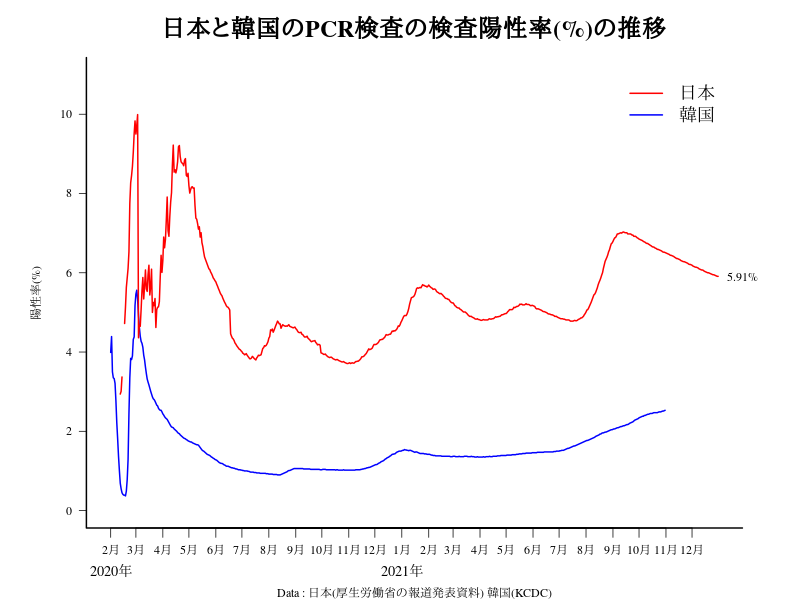 日本と韓国のPCR検査の検査陽性率(%)の推移
日本
韓国
陽性率(%)
10
8
6
4
2
0
5.91%
2月 3月 4月 5月 6月 7月 8月 9月 10月 11月 12月 1月 2月 3月 4月 5月 6月 7月 8月 9月 10月 11月 12月
2020年 2021年
Data : 日本(厚生労働省の報道発表資料) 韓国(KCDC)